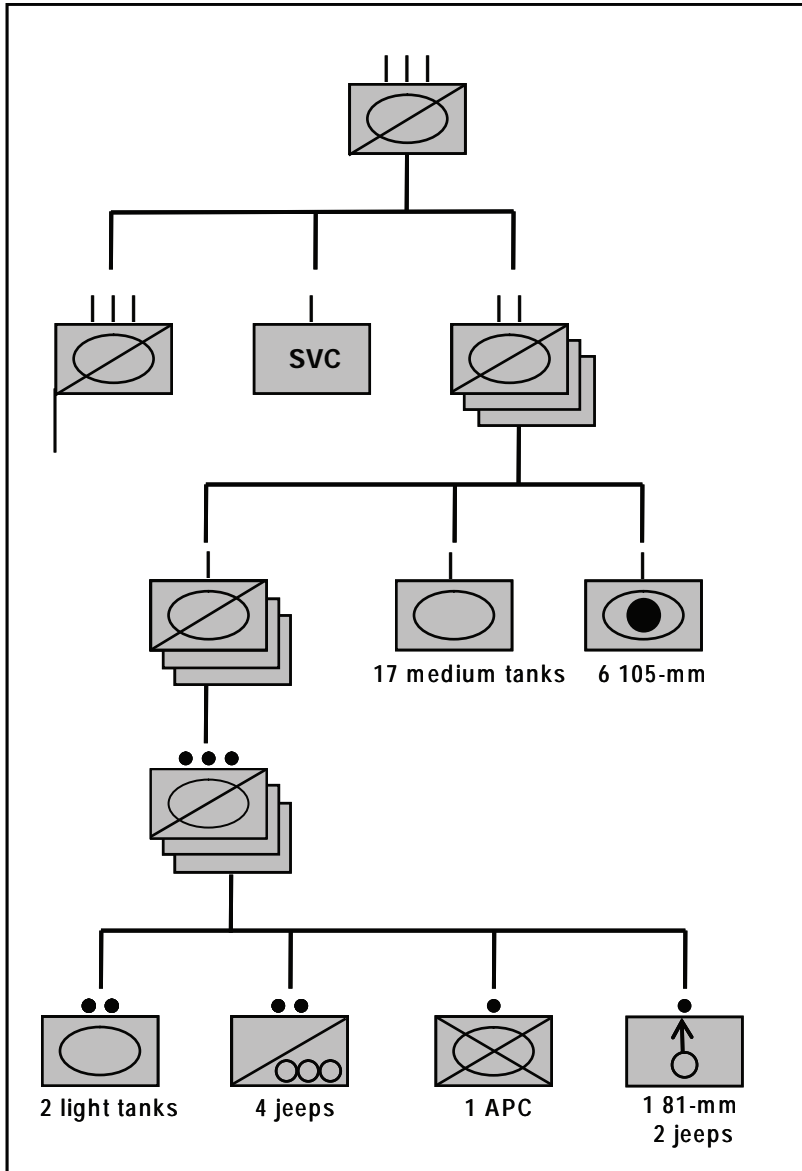 SVC
17 medium tanks
6 105-mm
2 light tanks
4 jeeps
1 APC
1 81-mm
2 jeeps